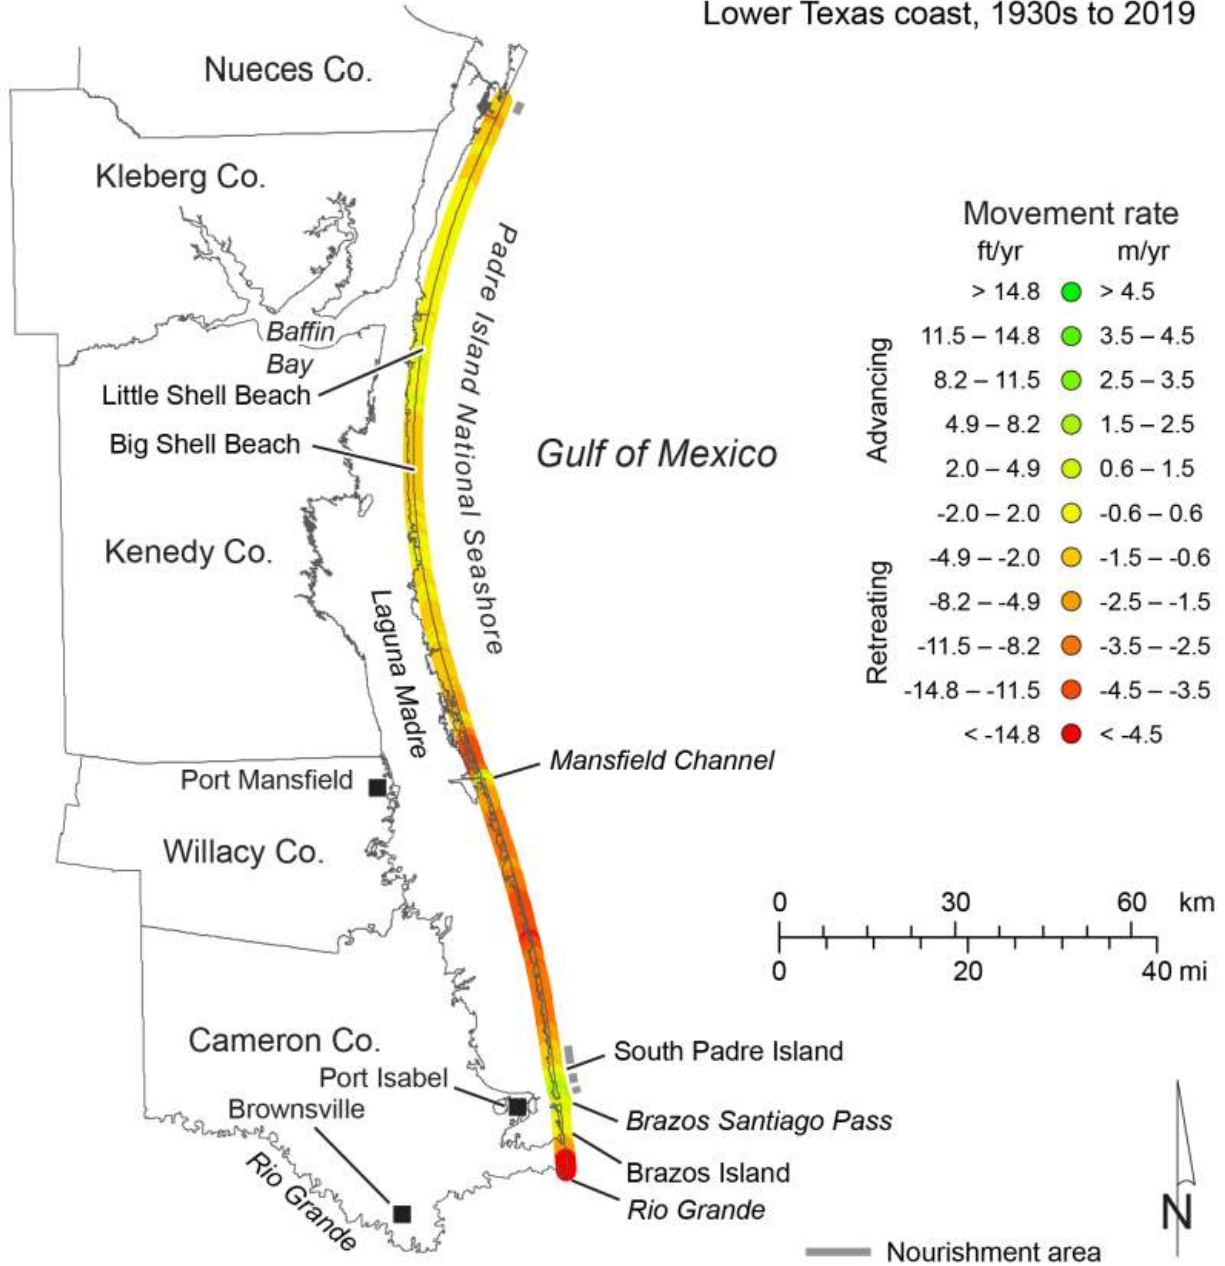 Lower Texas coast, 1930s to 2019
Nueces Co.
Kleberg Co.
Padre Island National Seashore
Baffin
Bay
Little Shell Beach
Big Shell Beach
Gulf of Mexico
Kenedy Co.
Laguna Madre
Mansfield Channel
Port Mansfield
Willacy Co.
Cameron Co.
South Padre Island
Port Isabel
Brownsville
Brazos Santiago Pass
Brazos Island
Rio Grande
Rio Grande
Movement rate
ft/yr m/yr
Advancing
> 14.8 > 4.5
11.5 – 14.8 3.5 – 4.5
8.2 – 11.5 2.5 – 3.5
4.9 – 8.2 1.5 – 2.5
2.0 – 4.9 0.6 – 1.5
-2.0 – 2.0 -0.6 – 0.6
Retreating
-4.9 – -2.0 -1.5 – -0.6
-8.2 – -4.9 -2.5 – -1.5
-11.5 – -8.2 -3.5 – -2.5
-14.8 – -11.5 -4.5 – -3.5
< -14.8 < -4.5
0 30 60 km
0 20 40 mi
N
Nourishment area